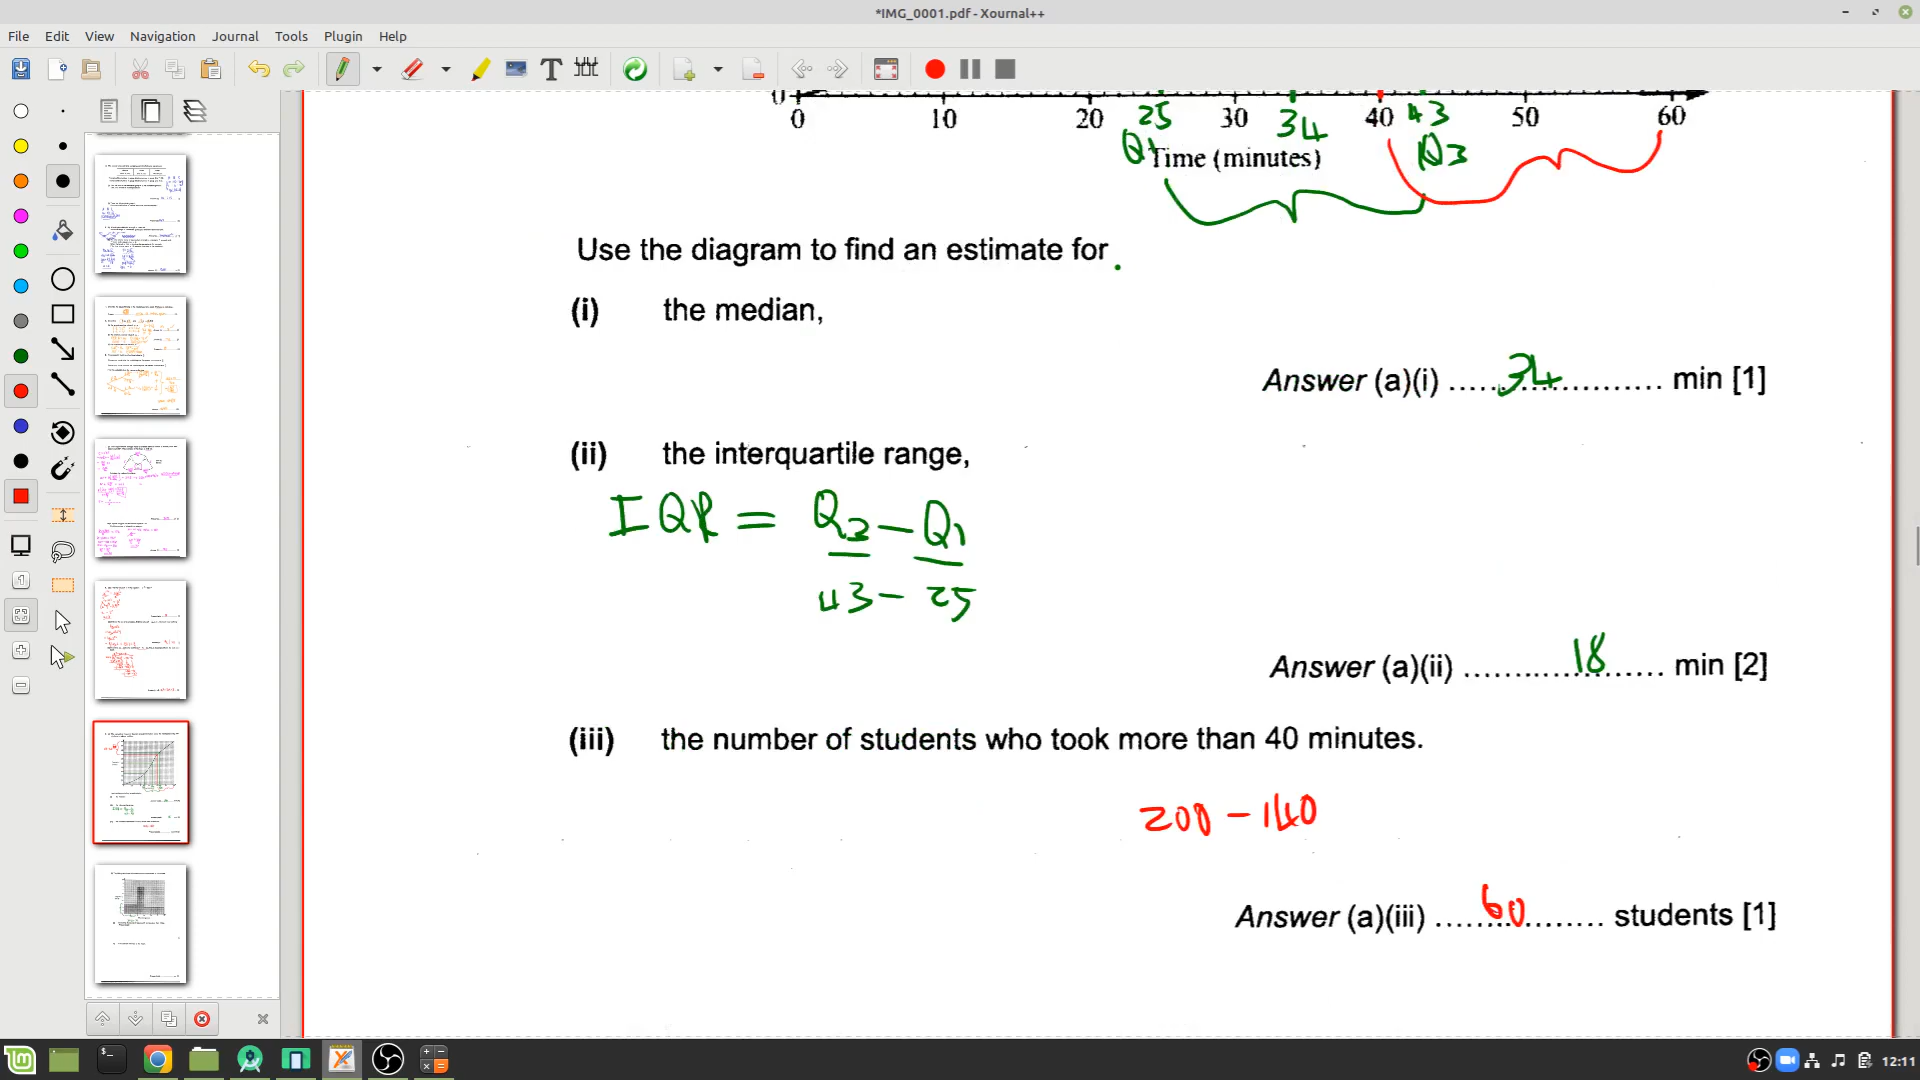 *IMG_0001.pdf - Xournal++
File Edit View Navigation Journal Tools Plugin Help
0 10 20 25 30 34 40 43 50 60
Q1 Time (minutes) Q3
Use the diagram to find an estimate for
(i) the median,
34
Answer (a)(i) ........................ min [1]
(ii) the interquartile range,
IQR = Q3 - Q1
43 - 25
18
Answer (a)(ii) ........................ min [2]
(iii) the number of students who took more than 40 minutes.
200 - 140
60
Answer (a)(iii) .................... students [1]
12:11